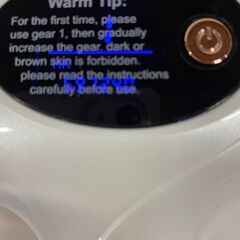 Warm Tip:
For the first time, please
use gear 1, then gradually
increase the gear. dark or
brown skin is forbidden.
please read the instructions
carefully before use.